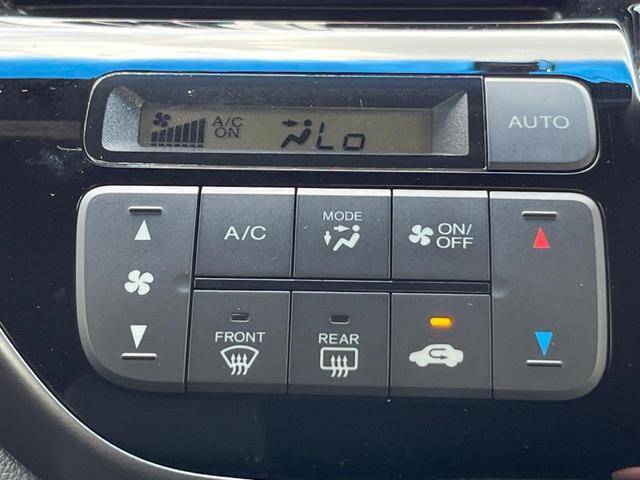 A/C
ON
Lo
AUTO
A/C
MODE
ON/
OFF
FRONT
REAR